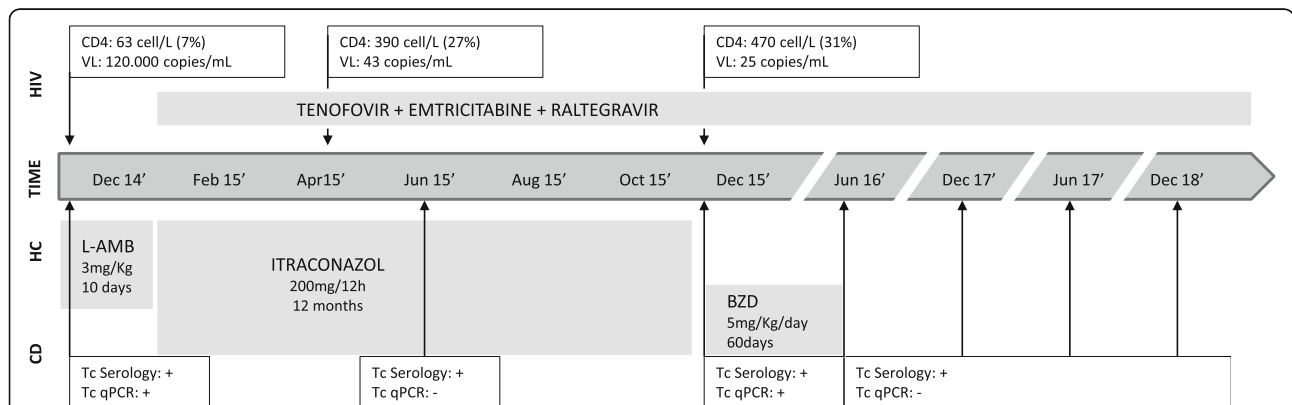 CD4: 63 cell/L (7%)
VL: 120.000 copies/mL
CD4: 390 cell/L (27%)
VL: 43 copies/mL
CD4: 470 cell/L (31%)
VL: 25 copies/mL
HIV
TENOFOVIR + EMTRICITABINE + RALTEGRAVIR
TIME
Dec 14’ Feb 15’ Apr15’ Jun 15’ Aug 15’ Oct 15’ Dec 15’ Jun 16’ Dec 17’ Jun 17’ Dec 18’
HC
L-AMB
3mg/Kg
10 days
ITRACONAZOL
200mg/12h
12 months
BZD
5mg/Kg/day
60days
CD
Tc Serology: +
Tc qPCR: +
Tc Serology: +
Tc qPCR: -
Tc Serology: +
Tc qPCR: +
Tc Serology: +
Tc qPCR: -